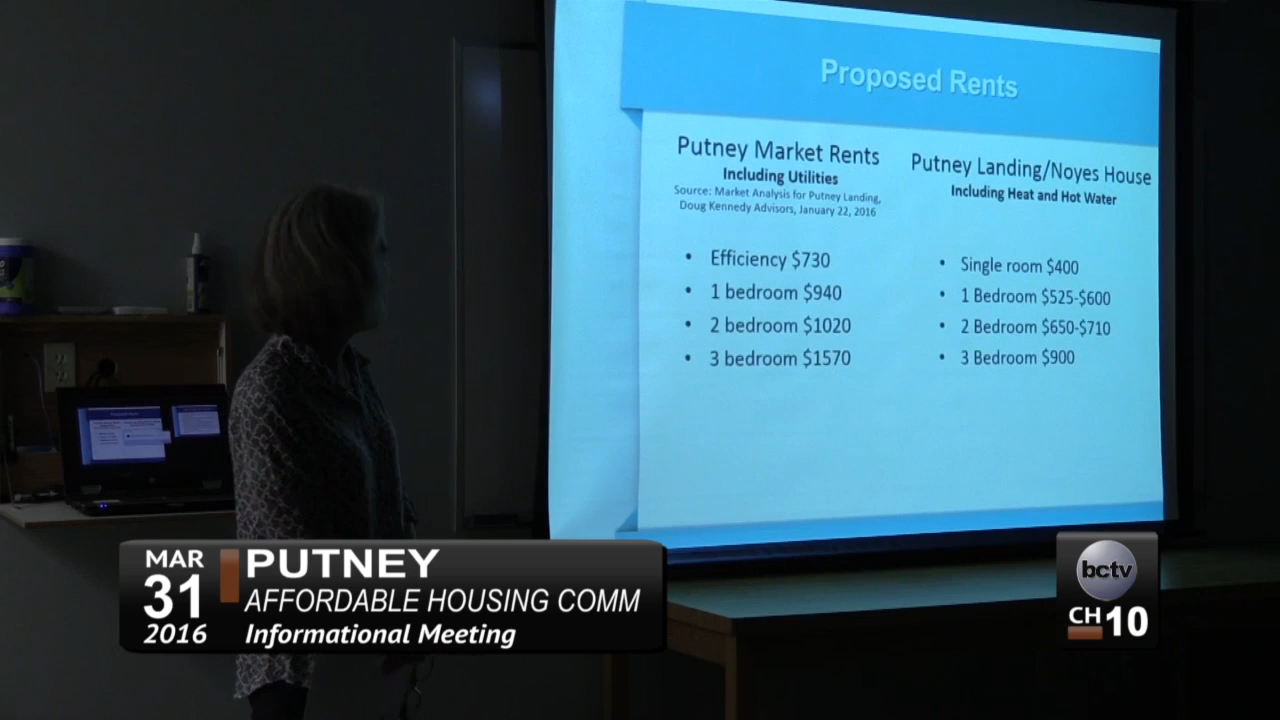 Proposed Rents
Putney Market Rents
Including Utilities
Source: Market Analysis for Putney Landing,
Doug Kennedy Advisors, January 22, 2016
• Efficiency $730
• 1 bedroom $940
• 2 bedroom $1020
• 3 bedroom $1570
Putney Landing/Noyes House
Including Heat and Hot Water
• Single room $400
• 1 Bedroom $525-$600
• 2 Bedroom $650-$710
• 3 Bedroom $900
MAR
31
2016
PUTNEY
AFFORDABLE HOUSING COMM
Informational Meeting
bctv
CH 10